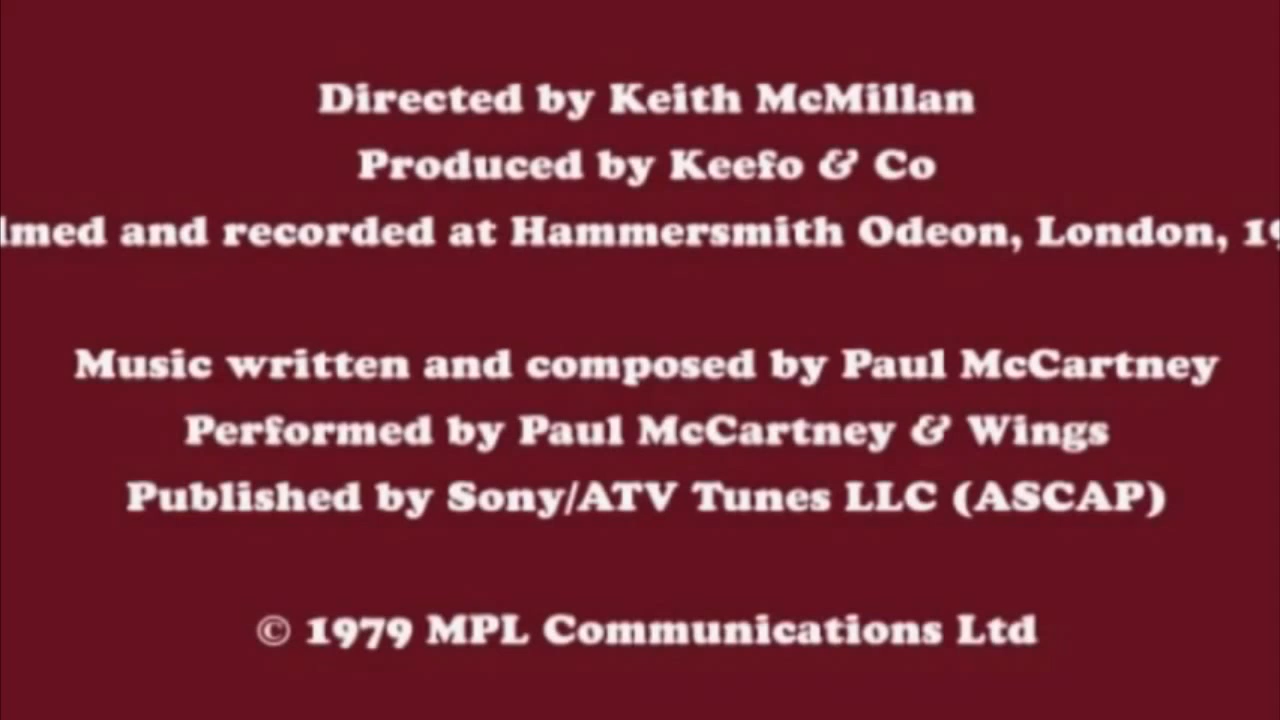 Directed by Keith McMillan
Produced by Keefo & Co
lmed and recorded at Hammersmith Odeon, London, 19
Music written and composed by Paul McCartney
Performed by Paul McCartney & Wings
Published by Sony/ATV Tunes LLC (ASCAP)
© 1979 MPL Communications Ltd